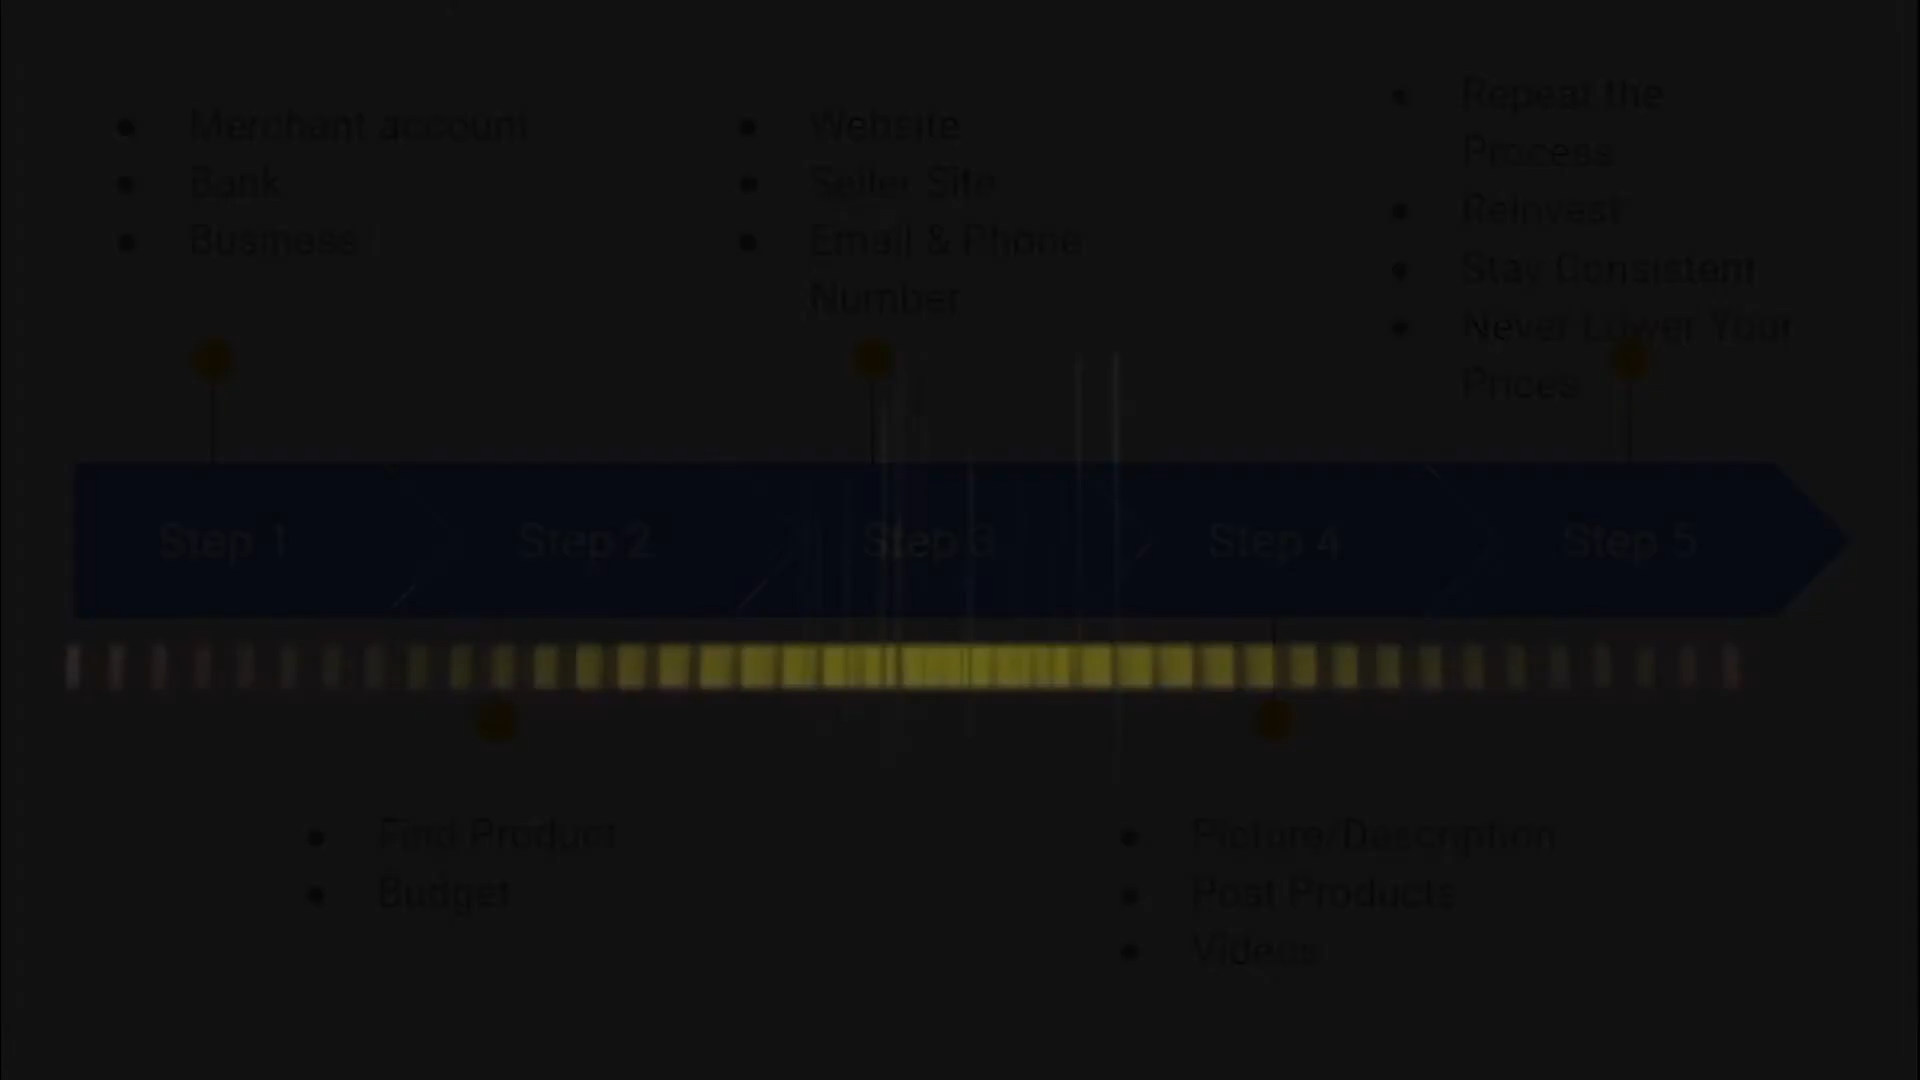 Merchant account
Bank
Business
Website
Seller Site
Email & Phone
Number
Repeat the
Process
Reinvest
Stay Consistent
Never Lower Your
Prices
Step 1
Step 2
Step 3
Step 4
Step 5
Find Product
Budget
Picture/Description
Post Products
Videos